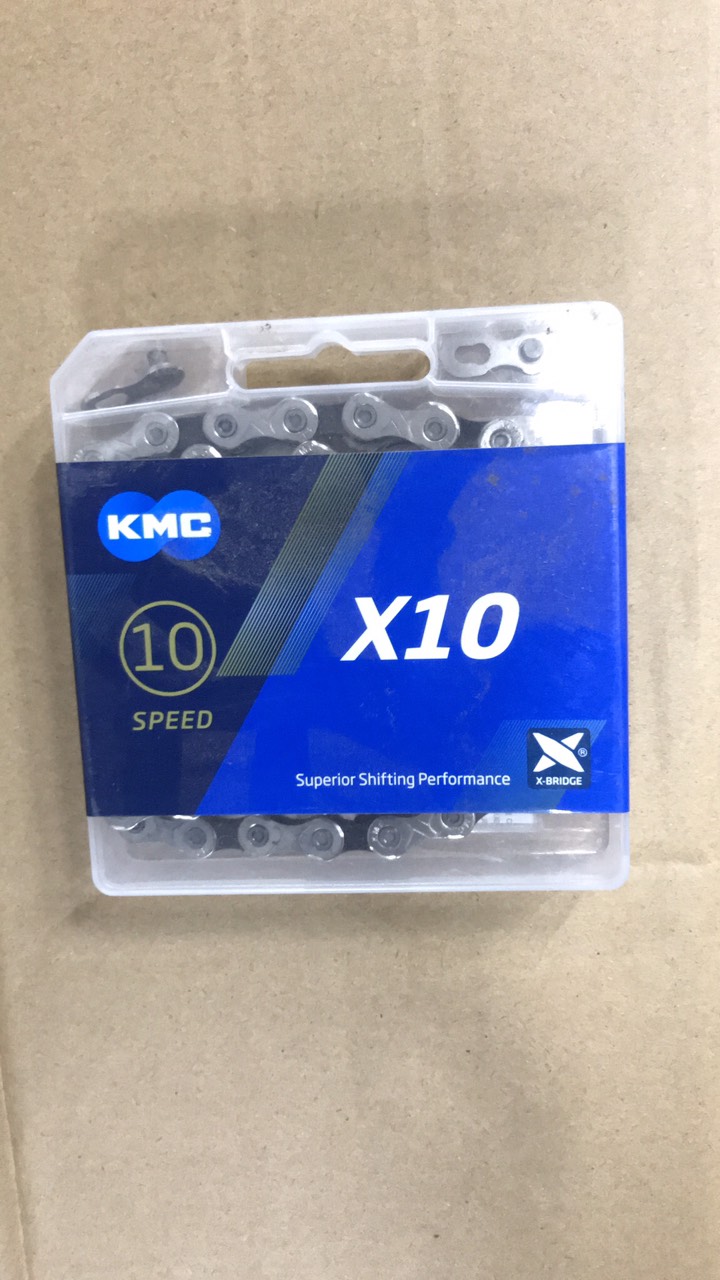 KMC
10
SPEED
X10
Superior Shifting Performance
®
X-BRIDGE